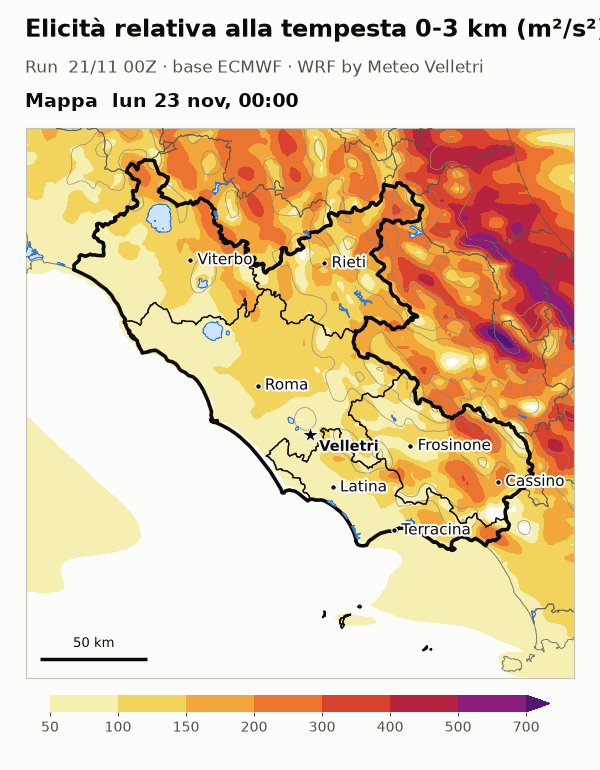 Elicità relativa alla tempesta 0-3 km (m²/s²)
Run  21/11 00Z · base ECMWF · WRF by Meteo Velletri
Mappa  lun 23 nov, 00:00
Viterbo
Rieti
Roma
Velletri
Frosinone
Cassino
Latina
Terracina
50 km
50 100 150 200 300 400 500 700